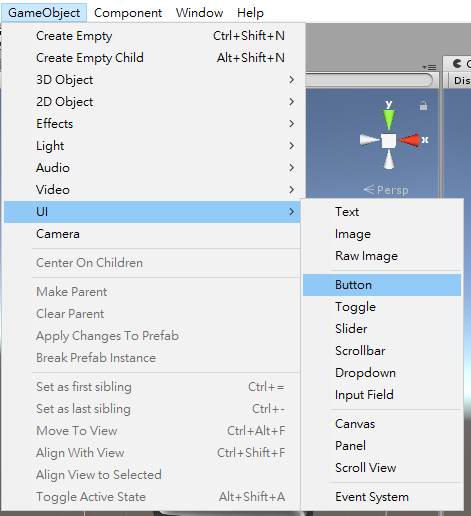 GameObject Component Window Help
Create Empty Ctrl+Shift+N
Create Empty Child Alt+Shift+N
3D Object
2D Object
Effects
Light
Audio
Video
UI
Camera
Center On Children
Make Parent
Clear Parent
Apply Changes To Prefab
Break Prefab Instance
Set as first sibling Ctrl+=
Set as last sibling Ctrl+-
Move To View Ctrl+Alt+F
Align With View Ctrl+Shift+F
Align View to Selected
Toggle Active State Alt+Shift+A
Text
Image
Raw Image
Button
Toggle
Slider
Scrollbar
Dropdown
Input Field
Canvas
Panel
Scroll View
Event System
y
x
Persp